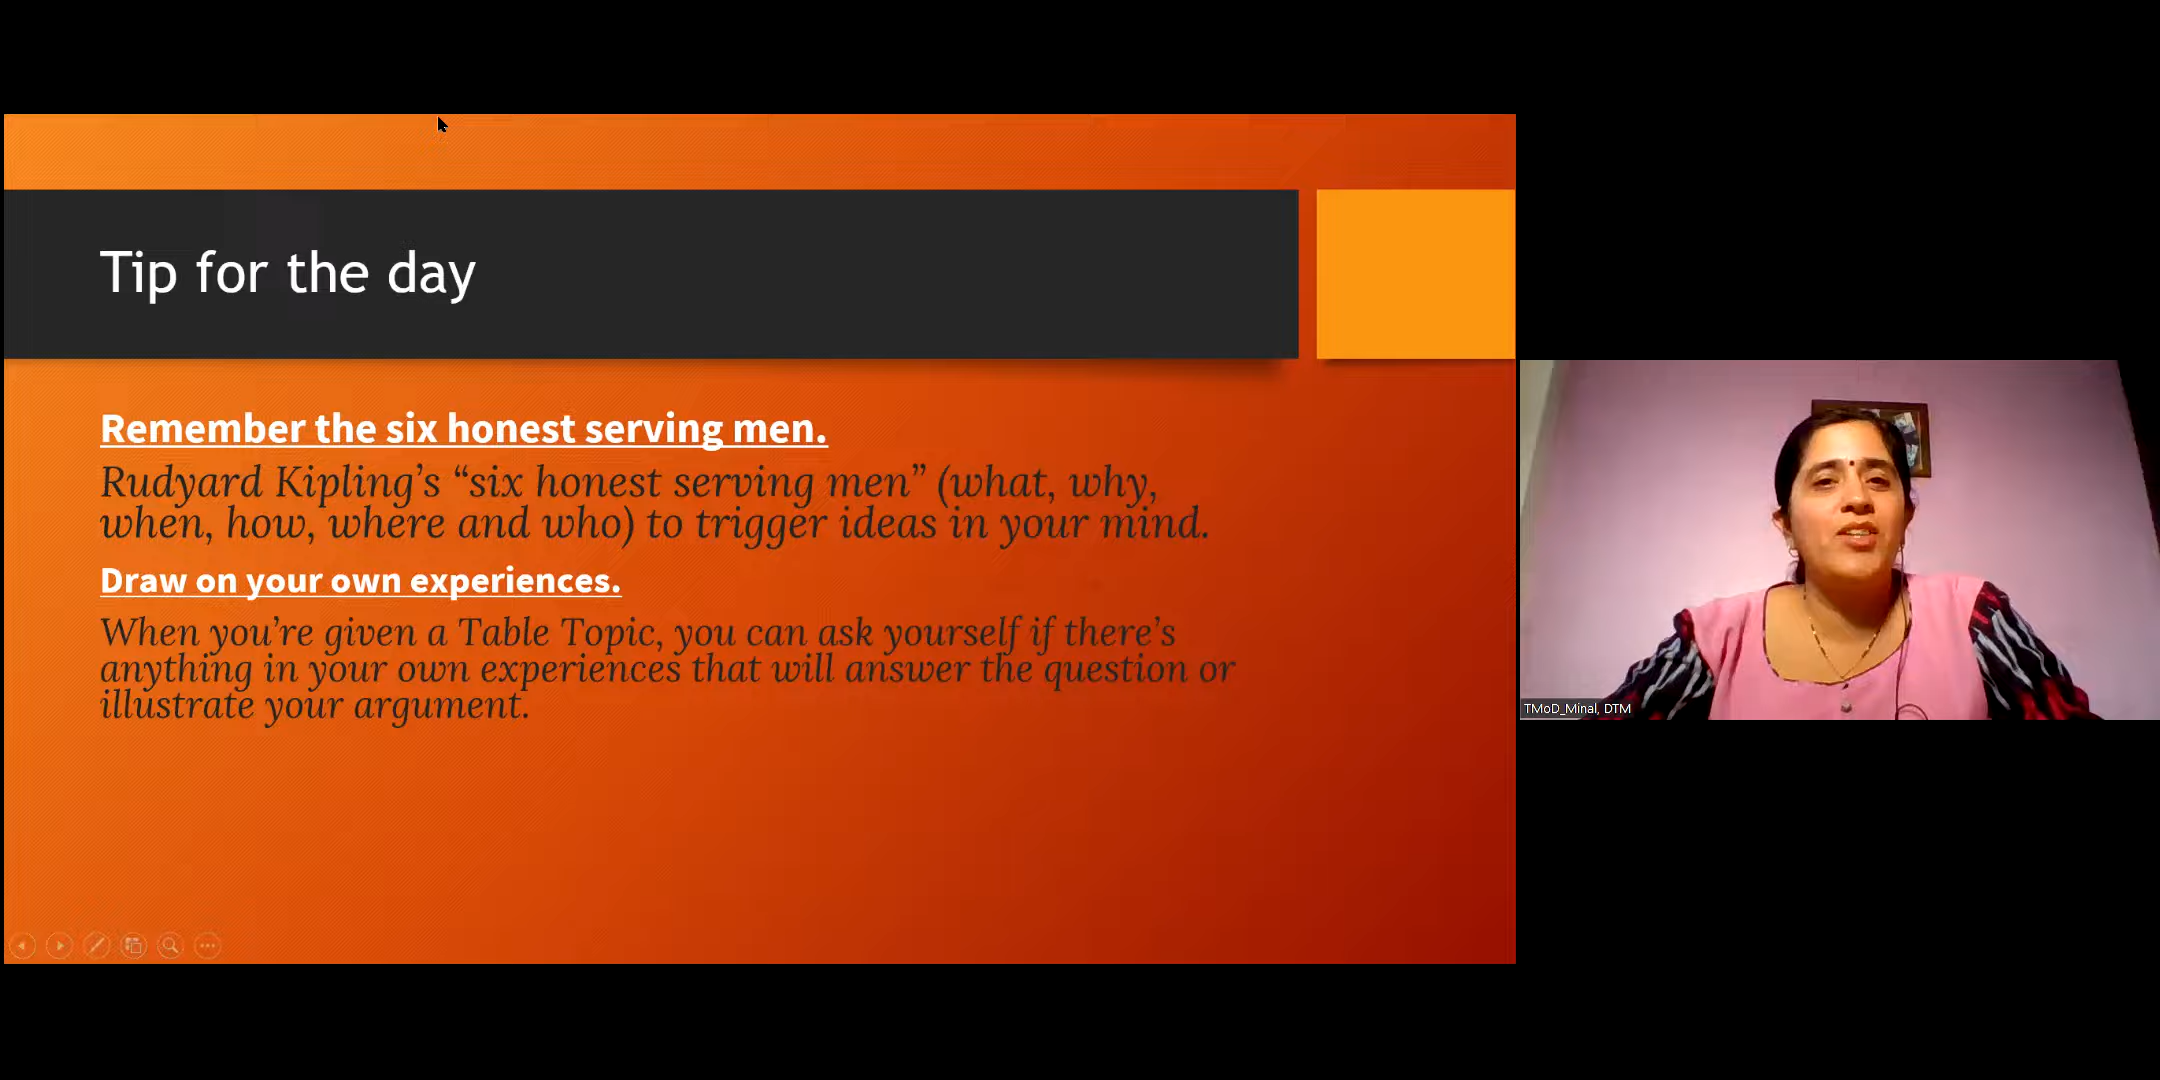 Tip for the day
Remember the six honest serving men.
Rudyard Kipling’s “six honest serving men” (what, why,
when, how, where and who) to trigger ideas in your mind.
Draw on your own experiences.
When you’re given a Table Topic, you can ask yourself if there’s
anything in your own experiences that will answer the question or
illustrate your argument.
TMoD_Minal, DTM